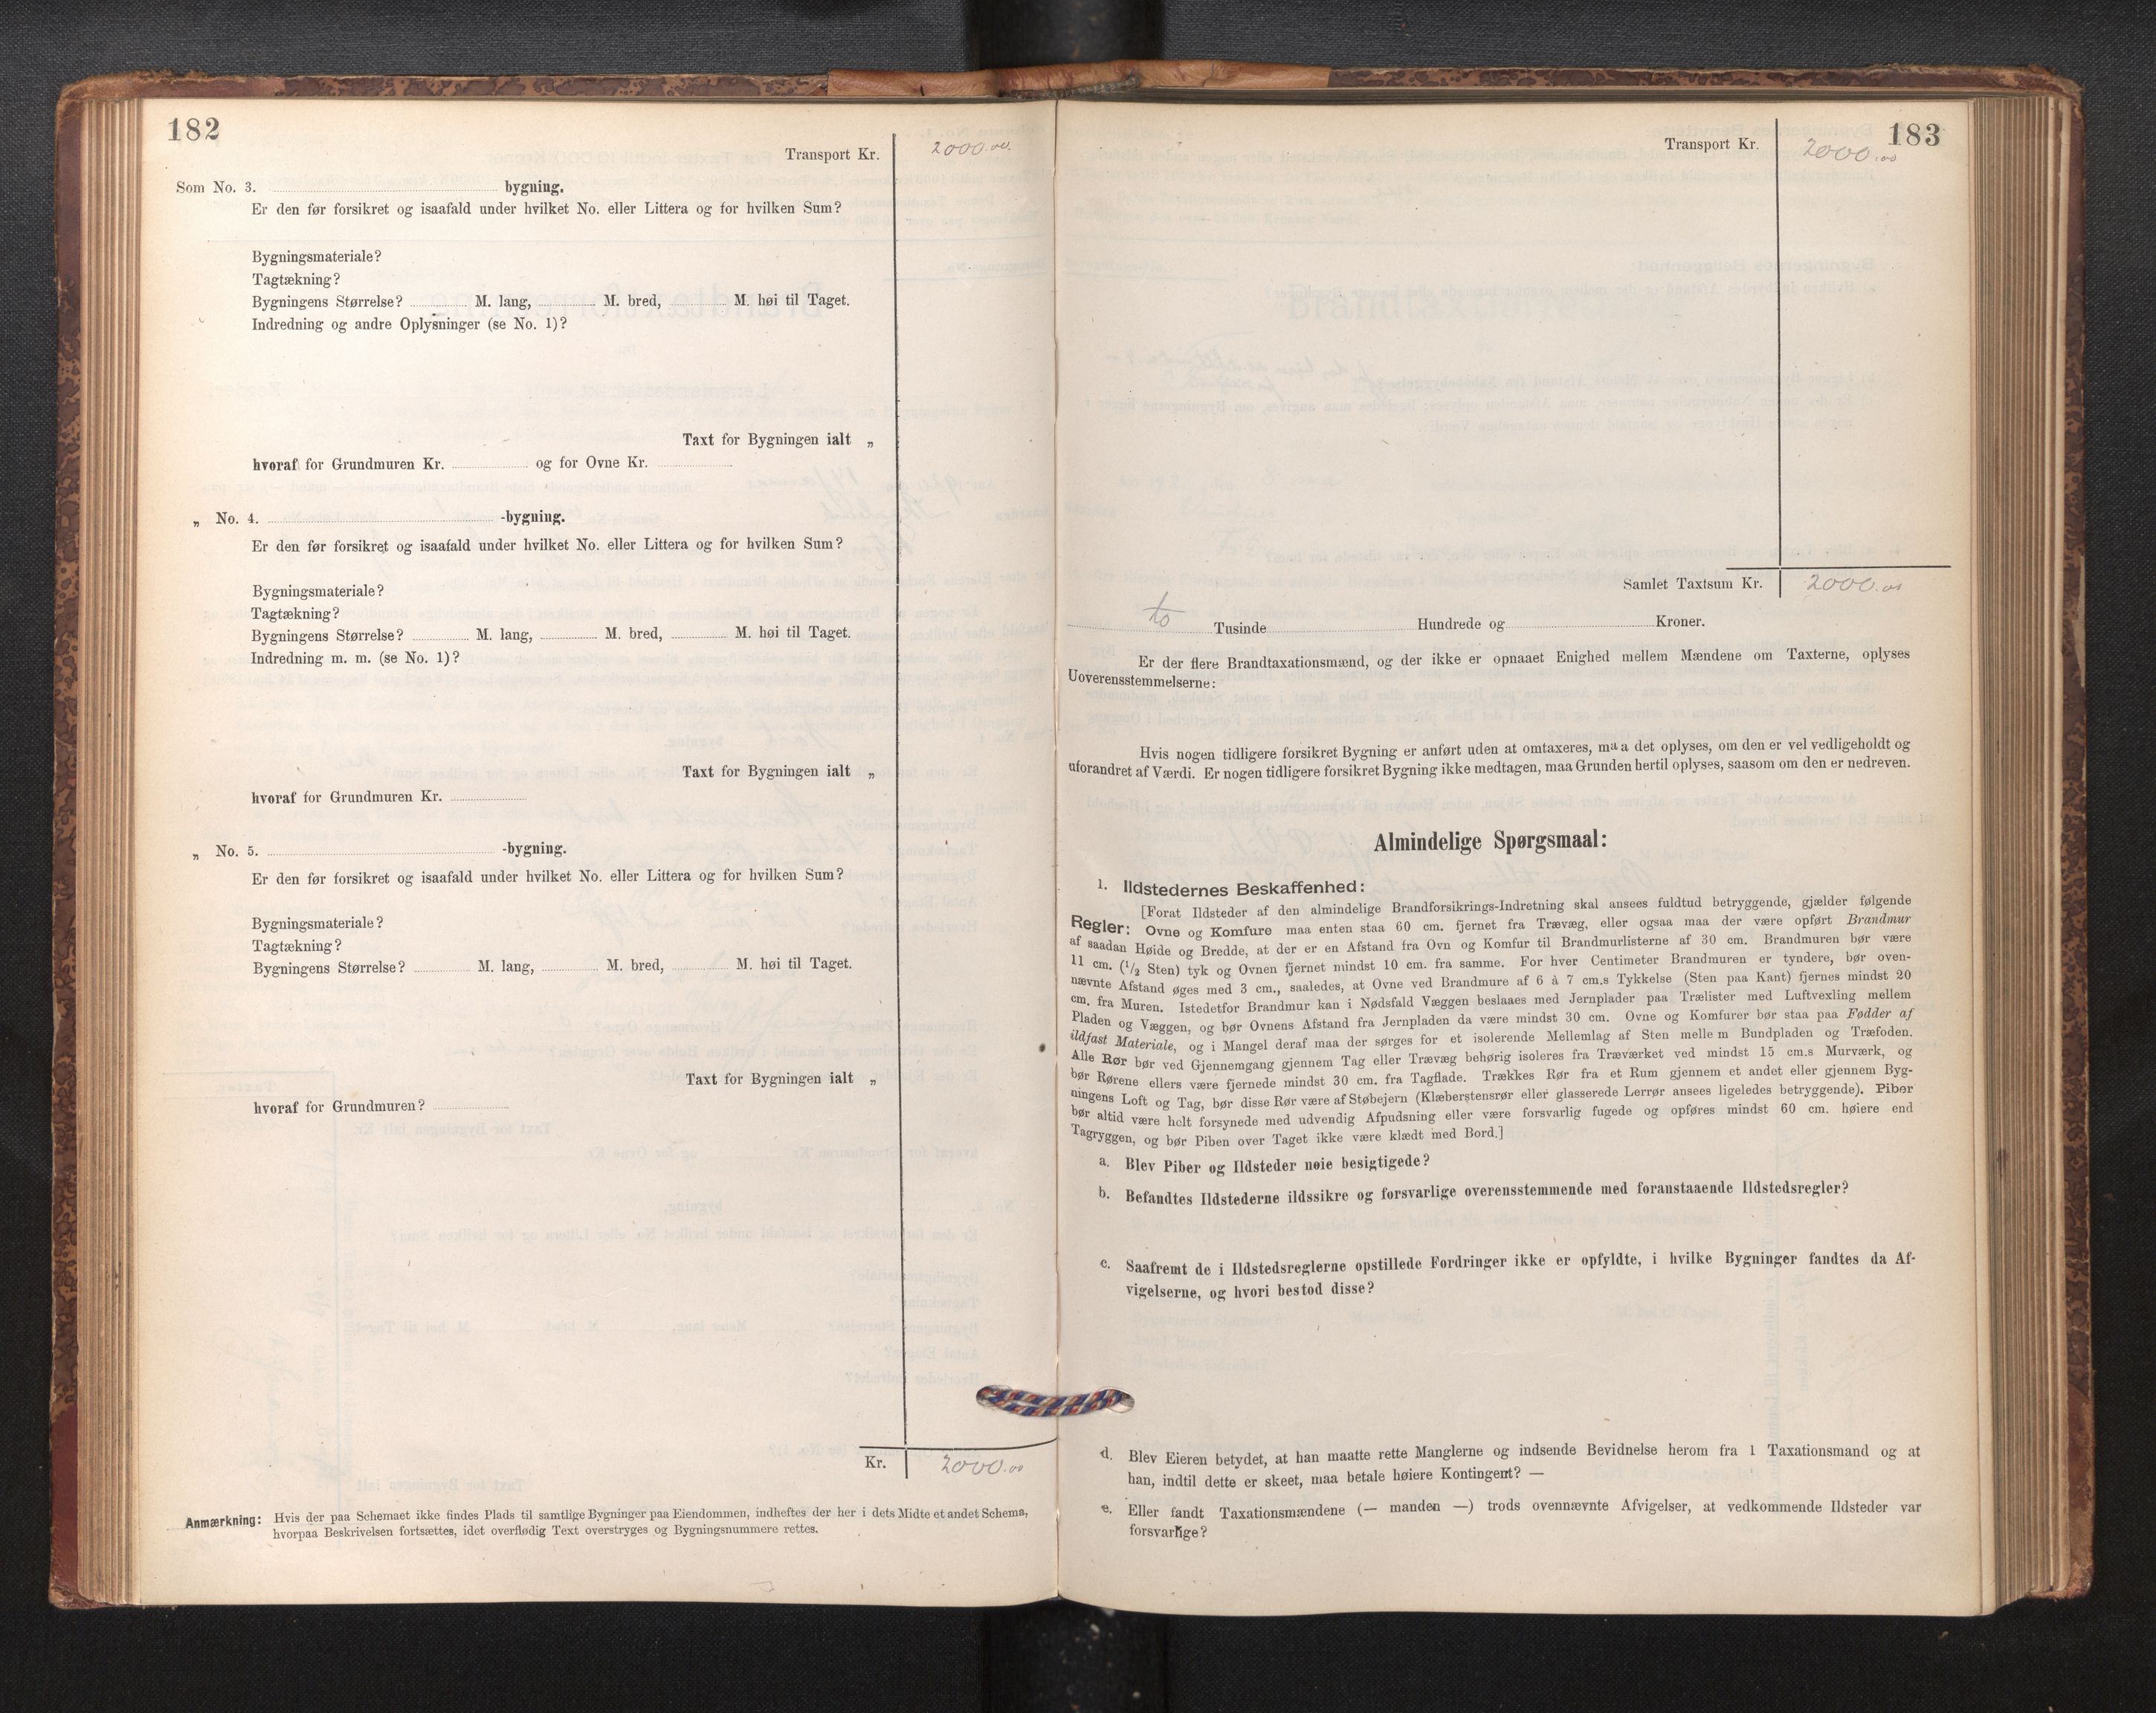 182
Transport Kr. 2000.00
Som No. 3. bygning.
Er den før forsikret og isaafald under hvilket No. eller Littera og for hvilken Sum?
Bygningsmateriale?
Tagtækning?
Bygningens Størrelse? M. lang, M. bred, M. høi til Taget.
Indredning og andre Oplysninger (se No. 1)?
Taxt for Bygningen ialt „
hvoraf for Grundmuren Kr. og for Ovne Kr.
„ No. 4. -bygning.
Er den før forsikret og isaafald under hvilket No. eller Littera og for hvilken Sum?
Bygningsmateriale?
Tagtækning?
Bygningens Størrelse? M. lang, M. bred, M. høi til Taget.
Indredning m. m. (se No. 1)?
Taxt for Bygningen ialt „
hvoraf for Grundmuren Kr.
„ No. 5. -bygning.
Er den før forsikret og isaafald under hvilket No. eller Littera og for hvilken Sum?
Bygningsmateriale?
Tagtækning?
Bygningens Størrelse? M. lang, M. bred, M. høi til Taget.
Taxt for Bygningen ialt „
hvoraf for Grundmuren?
Kr. 2000.00
Anmærkning: Hvis der paa Schemaet ikke findes Plads til samtlige Bygninger paa Eiendommen, indheftes der her i dets Midte et andet Schema,
hvorpaa Beskrivelsen fortsættes, idet overflødig Text overstryges og Bygningsnummere rettes.
183
Transport Kr. 2000.00
Samlet Taxtsum Kr. 2000.00
to Tusinde Hundrede og Kroner.
Er der flere Brandtaxationsmænd, og der ikke er opnaaet Enighed mellem Mændene om Taxterne, oplyses
Uoverensstemmelserne:
Hvis nogen tidligere forsikret Bygning er anført uden at omtaxeres, maa det oplyses, om den er vel vedligeholdt og
uforandret af Værdi. Er nogen tidligere forsikret Bygning ikke medtagen, maa Grunden hertil oplyses, saasom om den er nedreven.
Almindelige Spørgsmaal:
1. Ildstedernes Beskaffenhed:
[Forat Ildsteder af den almindelige Brandforsikrings-Indretning skal ansees fuldtud betryggende, gjælder følgende
Regler: Ovne og Komfure maa enten staa 60 cm. fjernet fra Trævæg, eller ogsaa maa der være opført Brandmur
af saadan Høide og Bredde, at der er en Afstand fra Ovn og Komfur til Brandmurlisterne af 30 cm. Brandmuren bør være
11 cm. (1/2 Sten) tyk og Ovnen fjernet mindst 10 cm. fra samme. For hver Centimeter Brandmuren er tyndere, bør oven-
nævnte Afstand øges med 3 cm., saaledes, at Ovne ved Brandmure af 6 à 7 cm.s Tykkelse (Sten paa Kant) fjernes mindst 20
cm. fra Muren. Istedetfor Brandmur kan i Nødsfald Væggen beslaaes med Jernplader paa Trælister med Luftvexling mellem
Pladen og Væggen, og bør Ovnens Afstand fra Jernpladen da være mindst 30 cm. Ovne og Komfurer bør staa paa Fødder af
ildfast Materiale, og i Mangel deraf maa der sørges for et isolerende Mellemlag af Sten mellem Bundpladen og Træfoden.
Alle Rør bør ved Gjennemgang gjennem Tag eller Trævæg behørig isoleres fra Træværket ved mindst 15 cm.s Murværk, og
bør Rørene ellers være fjernede mindst 30 cm. fra Tagflade. Trækkes Rør fra et Rum gjennem et andet eller gjennem Byg-
ningens Loft og Tag, bør disse Rør være af Støbejern (Klæberstensrør eller glasserede Lerrør ansees ligeledes betryggende). Piber
bør altid være helt forsynede med udvendig Afpudsning eller være forsvarlig fugede og opføres mindst 60 cm. høiere end
Tagryggen, og bør Piben over Taget ikke være klædt med Bord.]
a. Blev Piber og Ildsteder nøie besigtigede?
b. Befandtes Ildstederne ildssikre og forsvarlige overensstemmende med foranstaaende Ildstedsregler?
c. Saafremt de i Ildstedsreglerne opstillede Fordringer ikke er opfyldte, i hvilke Bygninger fandtes da Af-
vigelserne, og hvori bestod disse?
d. Blev Eieren betydet, at han maatte rette Manglerne og indsende Bevidnelse herom fra 1 Taxationsmand og at
han, indtil dette er skeet, maa betale høiere Kontingent? —
e. Eller fandt Taxationsmændene (— manden —) trods ovennævnte Afvigelser, at vedkommende Ildsteder var
forsvarlige?